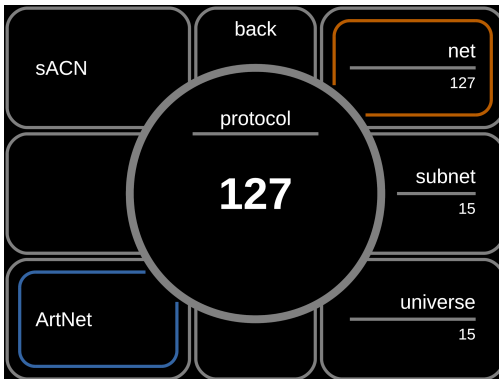 back
sACN
net
127
protocol
127
subnet
15
ArtNet
universe
15